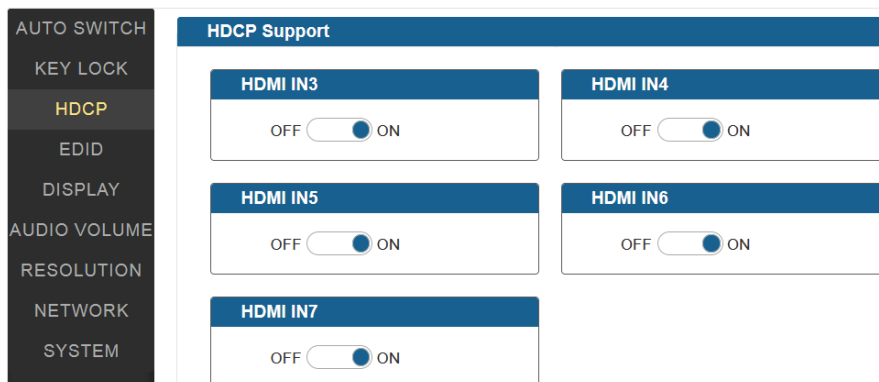 AUTO SWITCH
KEY LOCK
HDCP
EDID
DISPLAY
AUDIO VOLUME
RESOLUTION
NETWORK
SYSTEM
HDCP Support
HDMI IN3
OFF ON
HDMI IN4
OFF ON
HDMI IN5
OFF ON
HDMI IN6
OFF ON
HDMI IN7
OFF ON